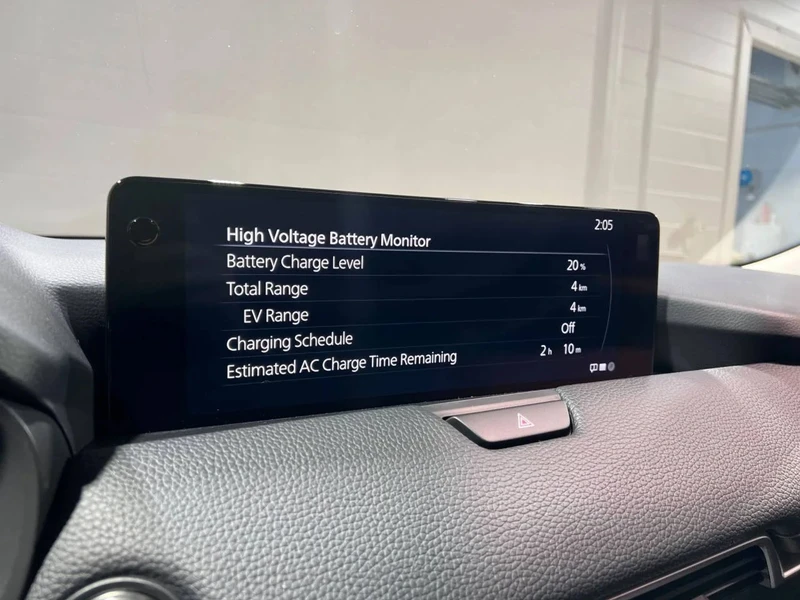 2:05
High Voltage Battery Monitor
Battery Charge Level 20 %
Total Range 4 km
EV Range 4 km
Charging Schedule Off
Estimated AC Charge Time Remaining 2 h 10 m